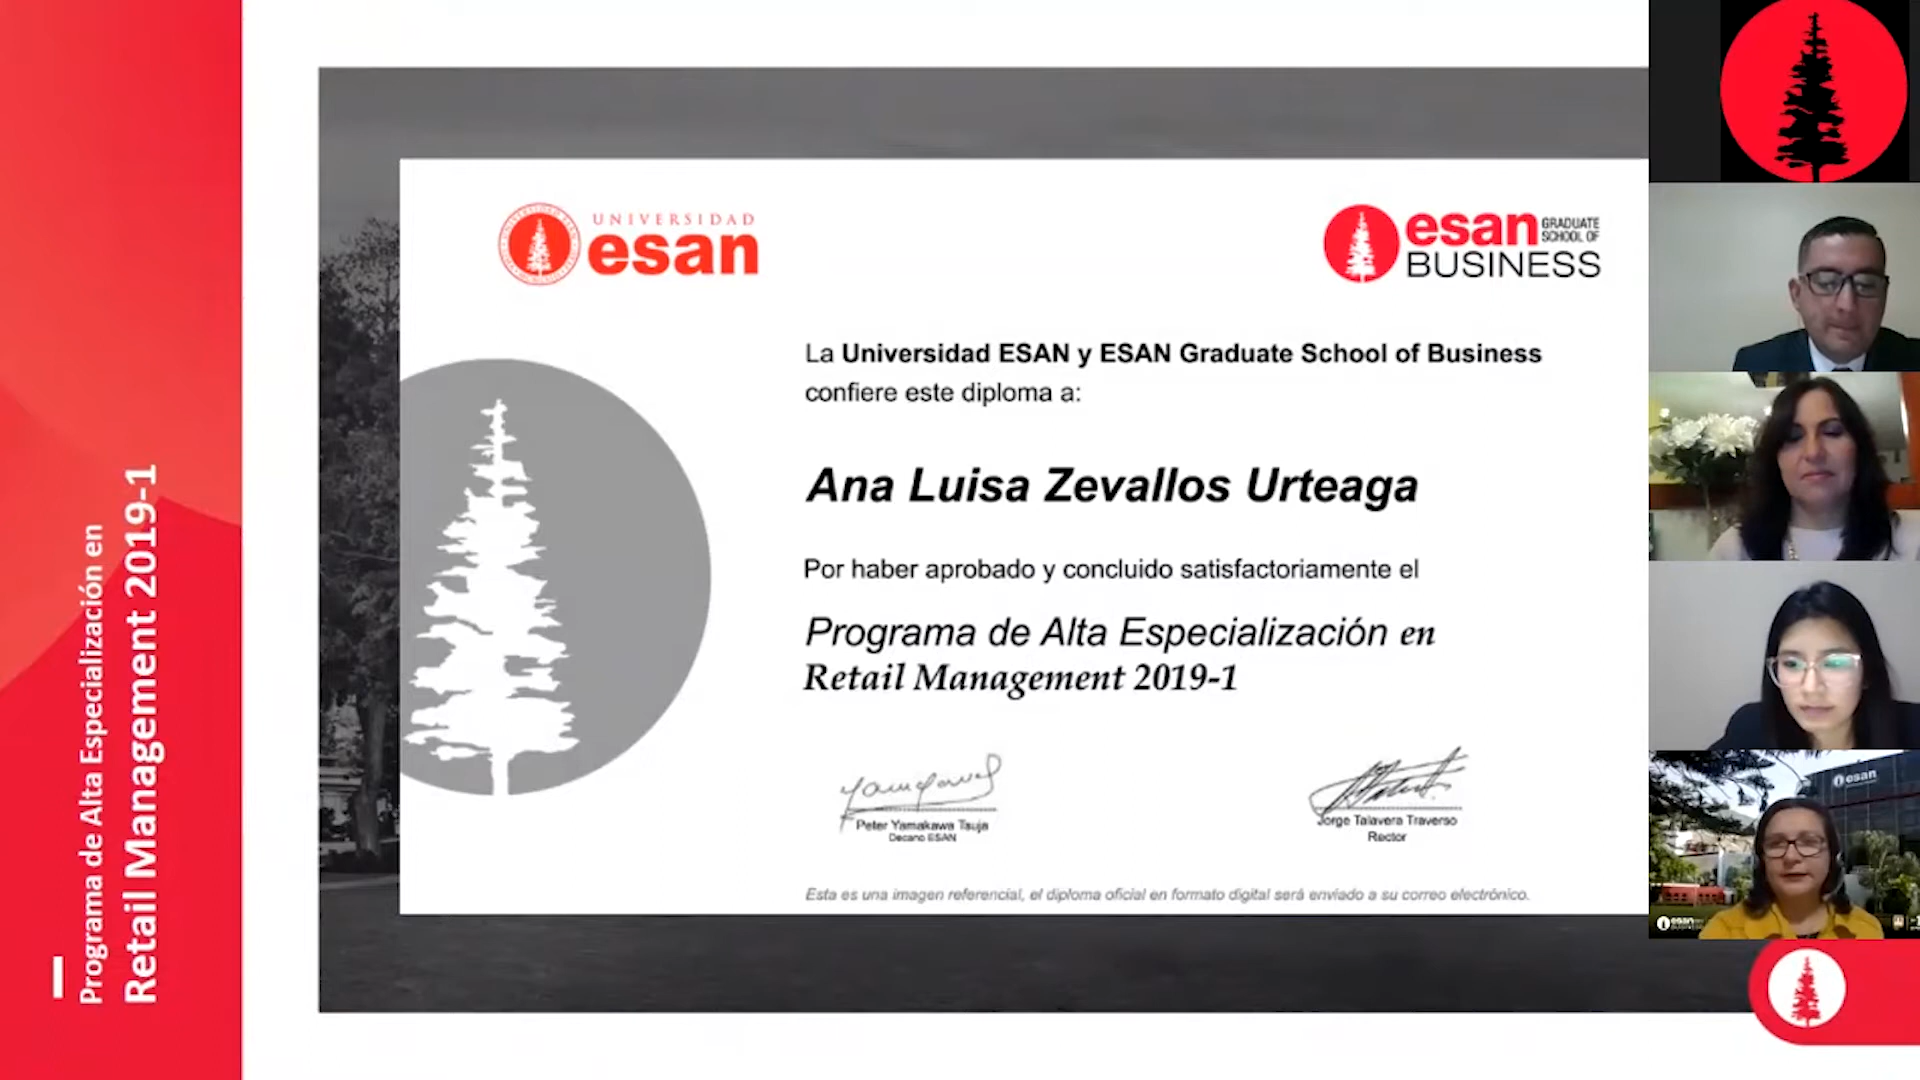 Programa de Alta Especialización en
Retail Management 2019-1
UNIVERSIDAD
esan
esan GRADUATE
SCHOOL OF
BUSINESS
La Universidad ESAN y ESAN Graduate School of Business
confiere este diploma a:
Ana Luisa Zevallos Urteaga
Por haber aprobado y concluido satisfactoriamente el
Programa de Alta Especialización en
Retail Management 2019-1
Peter Yamakawa Tsuja
Decano ESAN
Jorge Talavera Traverso
Rector
Esta es una imagen referencial, el diploma oficial en formato digital será enviado a su correo electrónico.
esan
esan